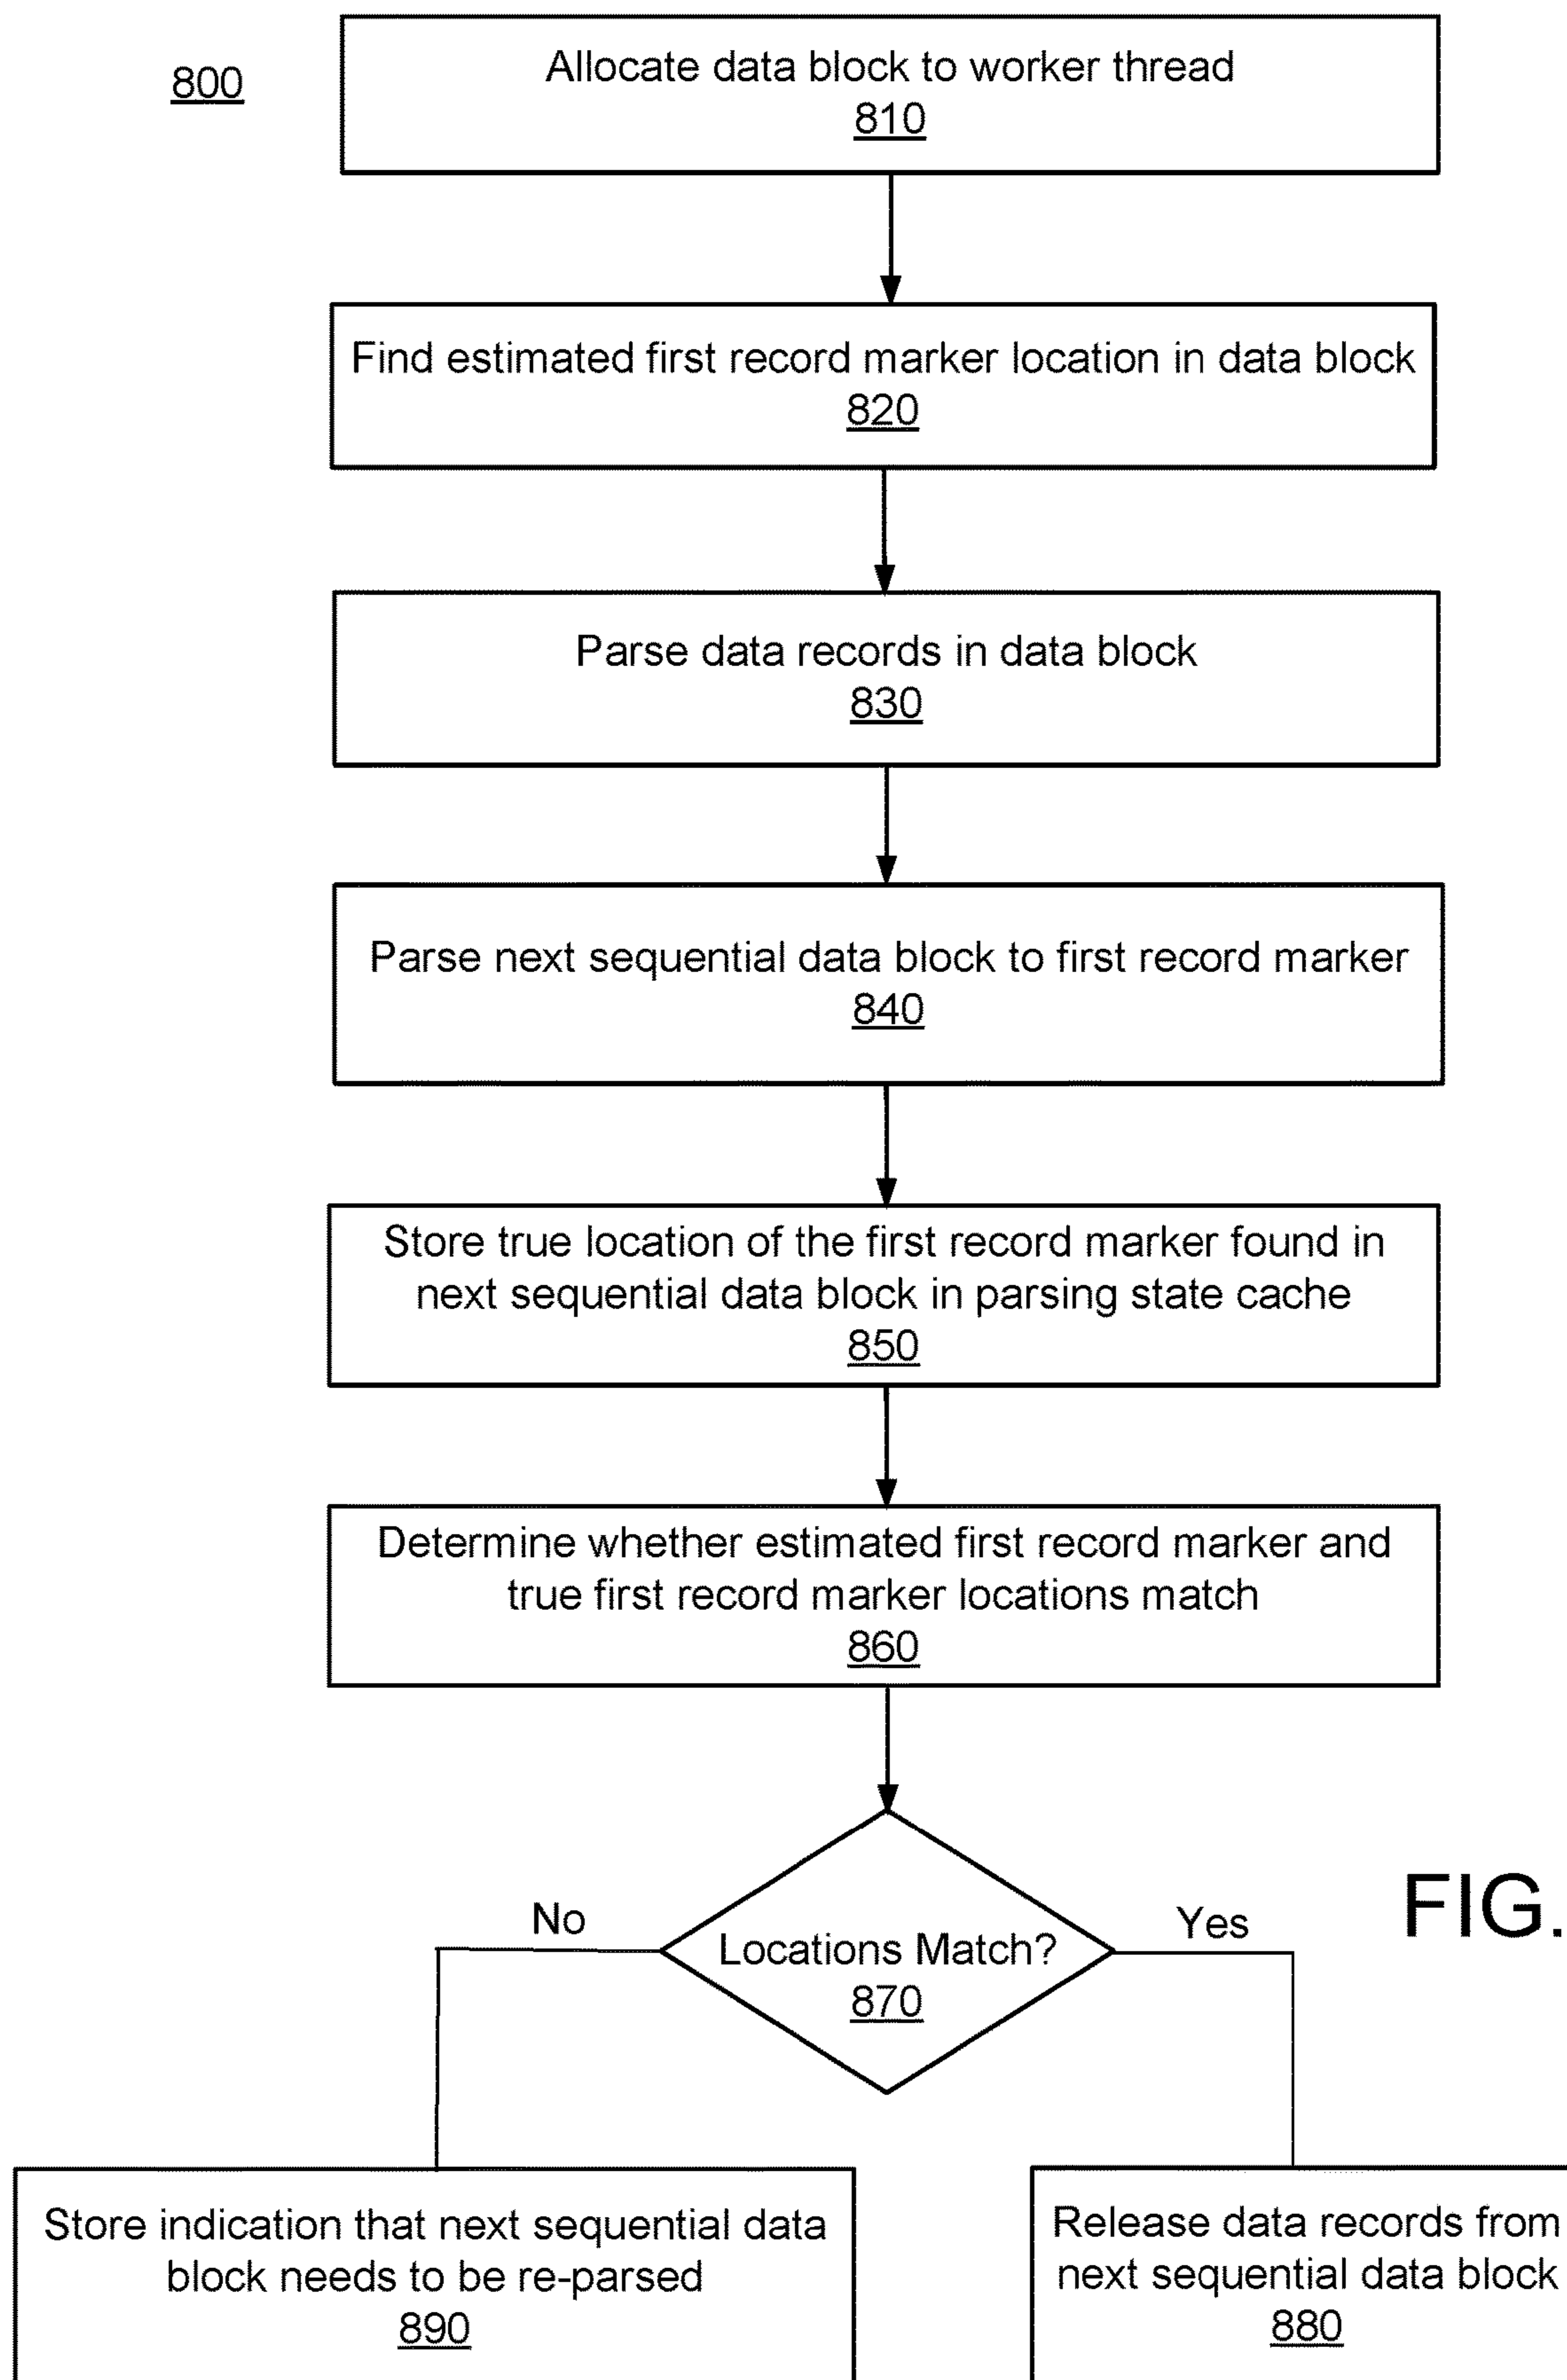 800
Allocate data block to worker thread
810
Find estimated first record marker location in data block
820
Parse data records in data block
830
Parse next sequential data block to first record marker
840
Store true location of the first record marker found in
next sequential data block in parsing state cache
850
Determine whether estimated first record marker and
true first record marker locations match
860
No
Locations Match?
870
Yes
FIG.
Store indication that next sequential data
block needs to be re-parsed
890
Release data records from
next sequential data block
880